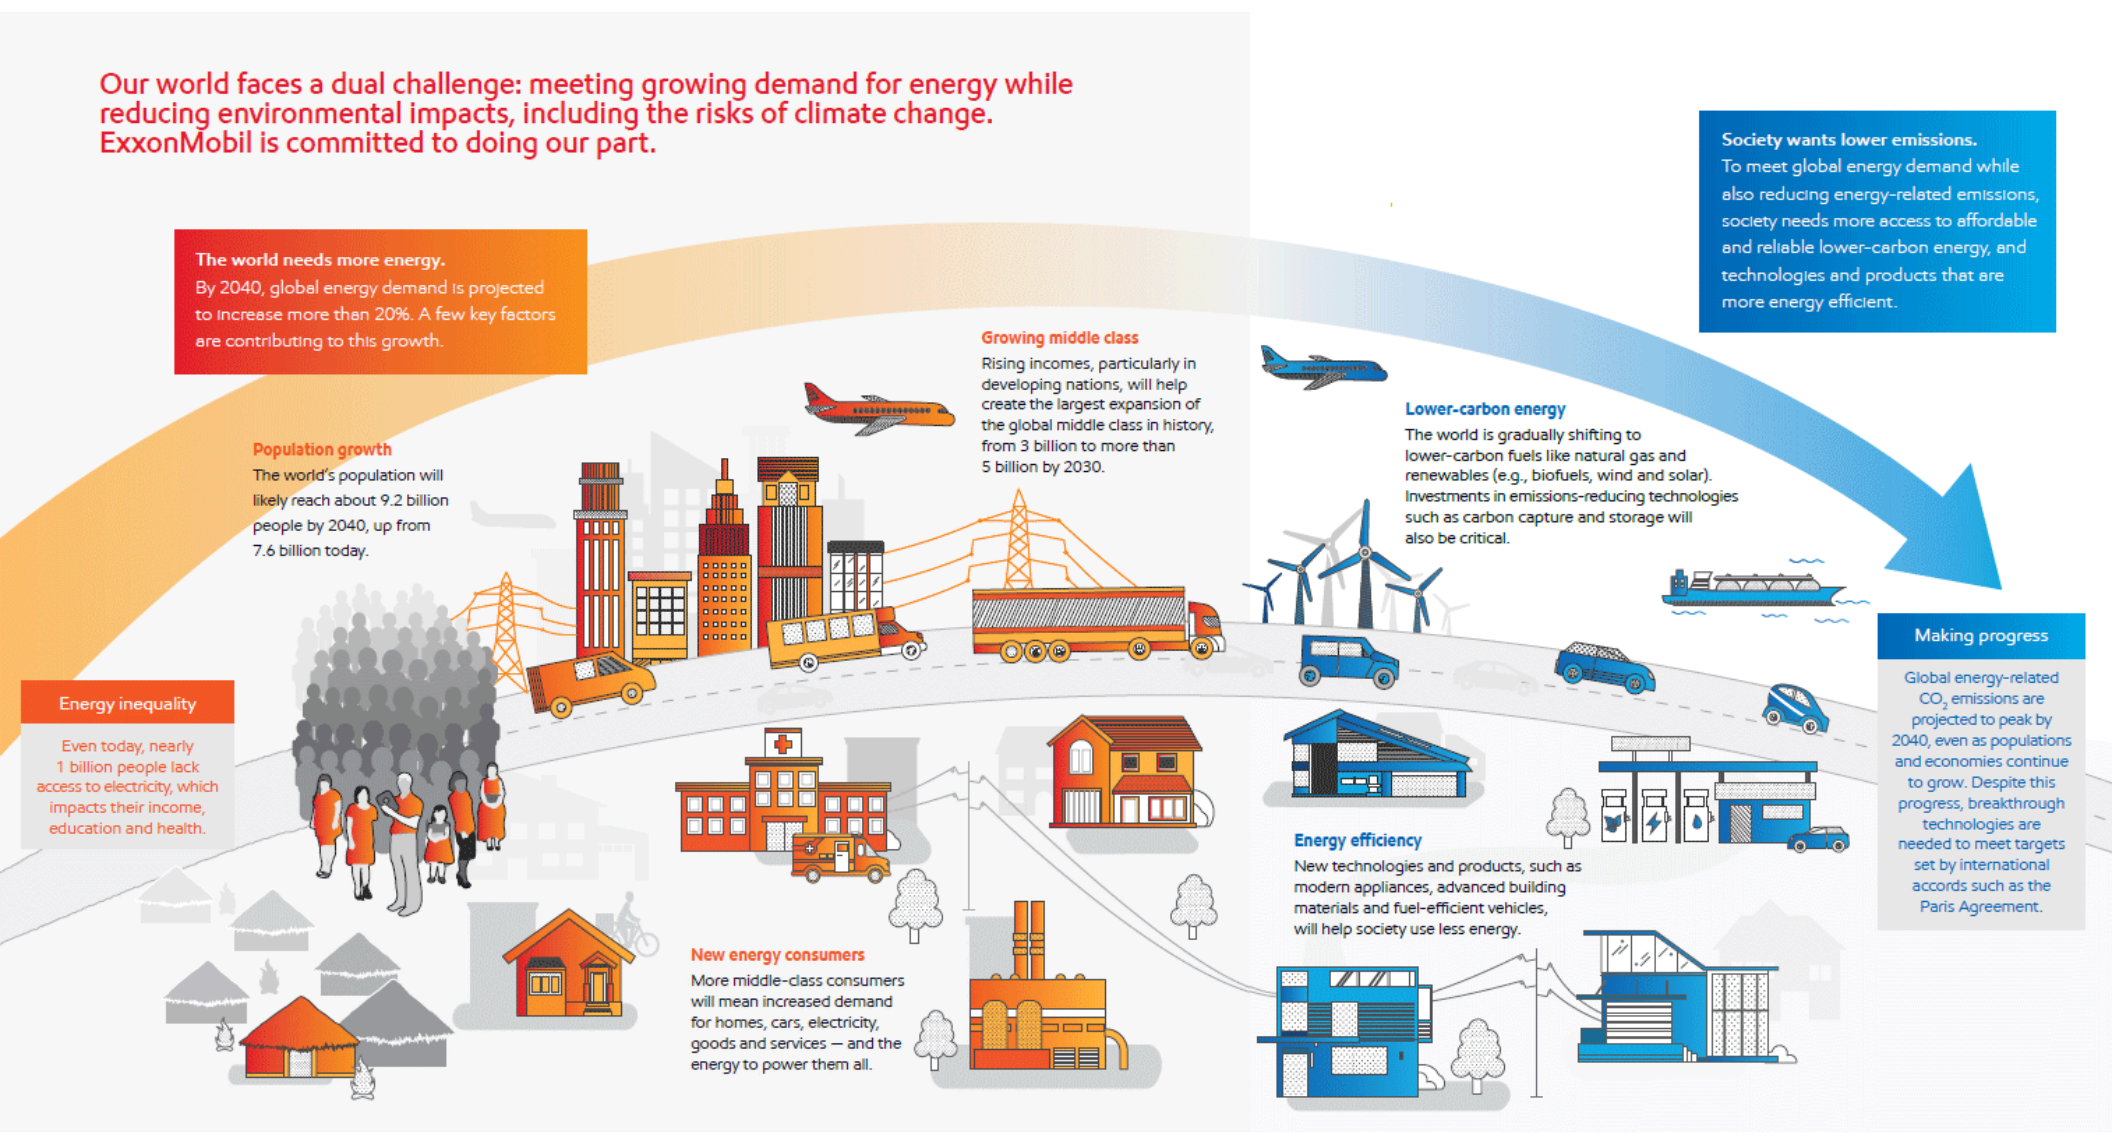 Our world faces a dual challenge: meeting growing demand for energy while
reducing environmental impacts, including the risks of climate change.
ExxonMobil is committed to doing our part.
The world needs more energy.
By 2040, global energy demand is projected
to increase more than 20%. A few key factors
are contributing to this growth.
Society wants lower emissions.
To meet global energy demand while
also reducing energy-related emissions,
society needs more access to affordable
and reliable lower-carbon energy, and
technologies and products that are
more energy efficient.
Population growth
The world's population will
likely reach about 9.2 billion
people by 2040, up from
7.6 billion today.
Growing middle class
Rising incomes, particularly in
developing nations, will help
create the largest expansion of
the global middle class in history,
from 3 billion to more than
5 billion by 2030.
Lower-carbon energy
The world is gradually shifting to
lower-carbon fuels like natural gas and
renewables (e.g., biofuels, wind and solar).
Investments in emissions-reducing technologies
such as carbon capture and storage will
also be critical.
Energy inequality
Even today, nearly
1 billion people lack
access to electricity, which
impacts their income,
education and health.
New energy consumers
More middle-class consumers
will mean increased demand
for homes, cars, electricity,
goods and services — and the
energy to power them all.
Energy efficiency
New technologies and products, such as
modern appliances, advanced building
materials and fuel-efficient vehicles,
will help society use less energy.
Making progress
Global energy-related
CO₂ emissions are
projected to peak by
2040, even as populations
and economies continue
to grow. Despite this
progress, breakthrough
technologies are
needed to meet targets
set by international
accords such as the
Paris Agreement.